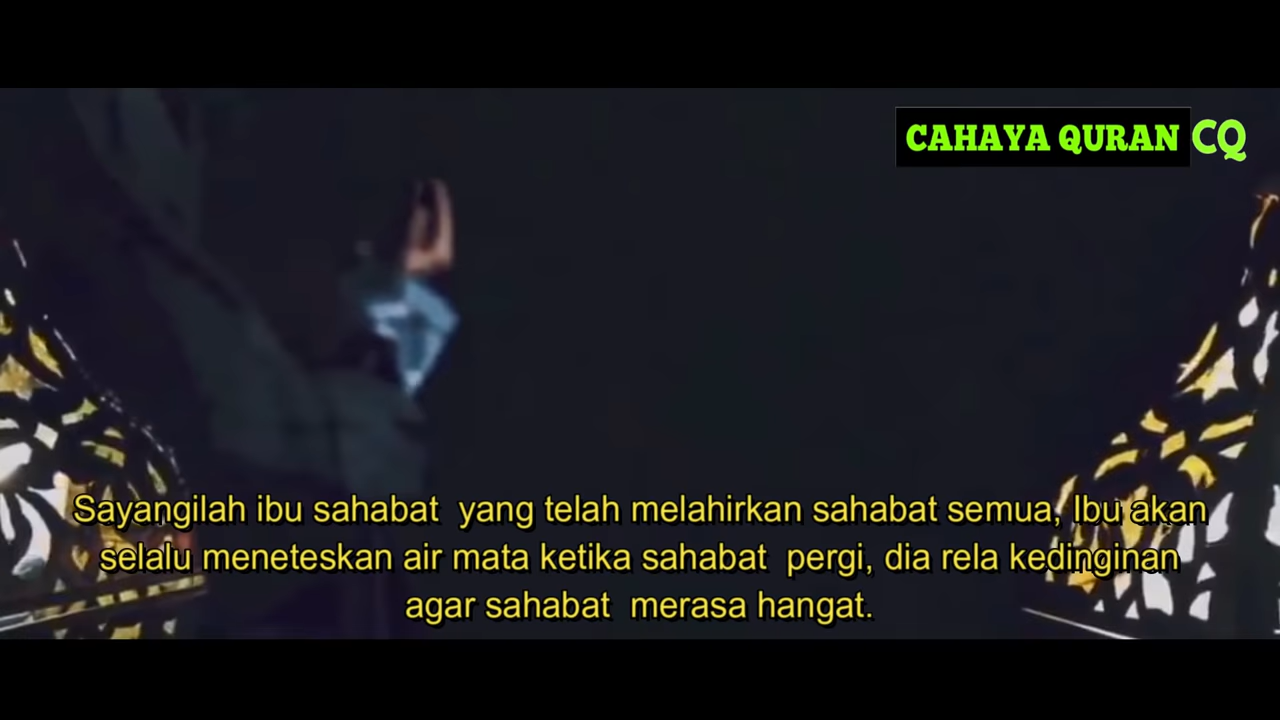 CAHAYA QURAN CQ
Sayangilah ibu sahabat  yang telah melahirkan sahabat semua, Ibu akan
selalu meneteskan air mata ketika sahabat  pergi, dia rela kedinginan
agar sahabat  merasa hangat.